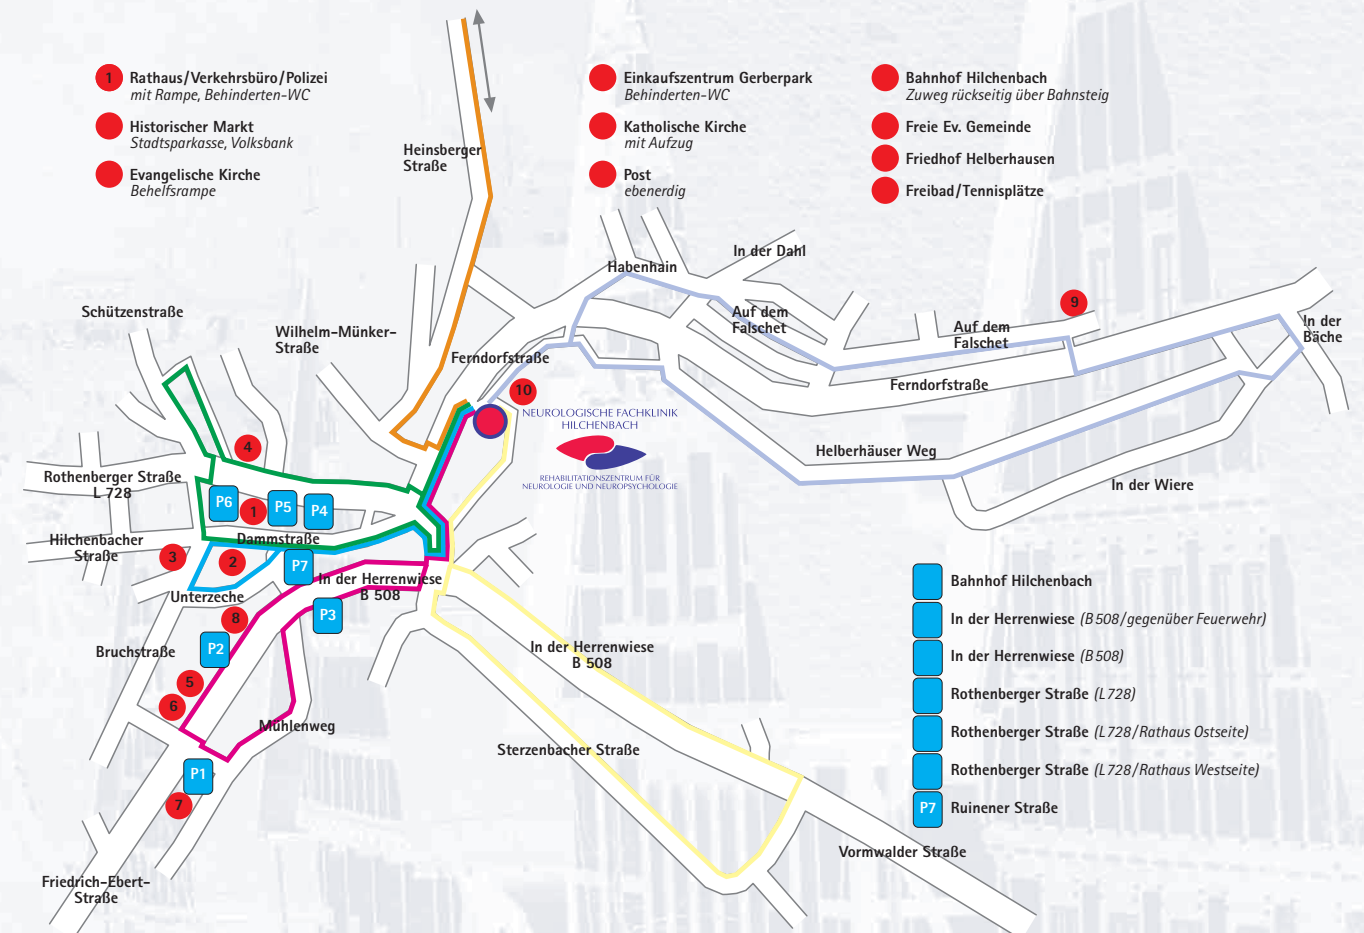 1 Rathaus/Verkehrsbüro/Polizei
mit Rampe, Behinderten-WC
Historischer Markt
Stadtsparkasse, Volksbank
Evangelische Kirche
Behelfsrampe
Einkaufszentrum Gerberpark
Behinderten-WC
Katholische Kirche
mit Aufzug
Post
ebenerdig
Bahnhof Hilchenbach
Zuweg rückseitig über Bahnsteig
Freie Ev. Gemeinde
Friedhof Helberhausen
Freibad/Tennisplätze
Heinsberger
Straße
In der Dahl
Habenhain
Schützenstraße
Wilhelm-Münker-
Straße
Auf dem
Falschet
9
Auf dem
Falschet
In der
Bäche
Ferndorfstraße
Ferndorfstraße
10
NEUROLOGISCHE FACHKLINIK
HILCHENBACH
REHABILITATIONSZENTRUM FÜR
NEUROLOGIE UND NEUROPSYCHOLOGIE
4
Helberhäuser Weg
In der Wiere
Rothenberger Straße
L 728
P6
1
P5
P4
Dammstraße
Hilchenbacher
Straße
3
2
P7
In der Herrenwiese
B 508
Unterzeche
P3
8
P2
Bruchstraße
5
6
Mühlenweg
P1
7
In der Herrenwiese
B 508
Sterzenbacher Straße
Vormwalder Straße
Friedrich-Ebert-
Straße
Bahnhof Hilchenbach
In der Herrenwiese (B508/gegenüber Feuerwehr)
In der Herrenwiese (B508)
Rothenberger Straße (L728)
Rothenberger Straße (L728/Rathaus Ostseite)
Rothenberger Straße (L728/Rathaus Westseite)
P7 Ruinener Straße